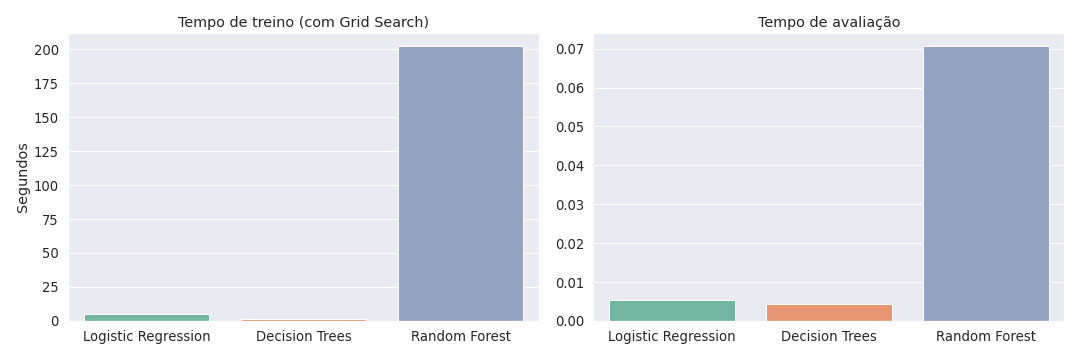 Tempo de treino (com Grid Search)
Segundos
200
175
150
125
100
75
50
25
0
Logistic Regression
Decision Trees
Random Forest
Tempo de avaliação
0.07
0.06
0.05
0.04
0.03
0.02
0.01
0.00
Logistic Regression
Decision Trees
Random Forest